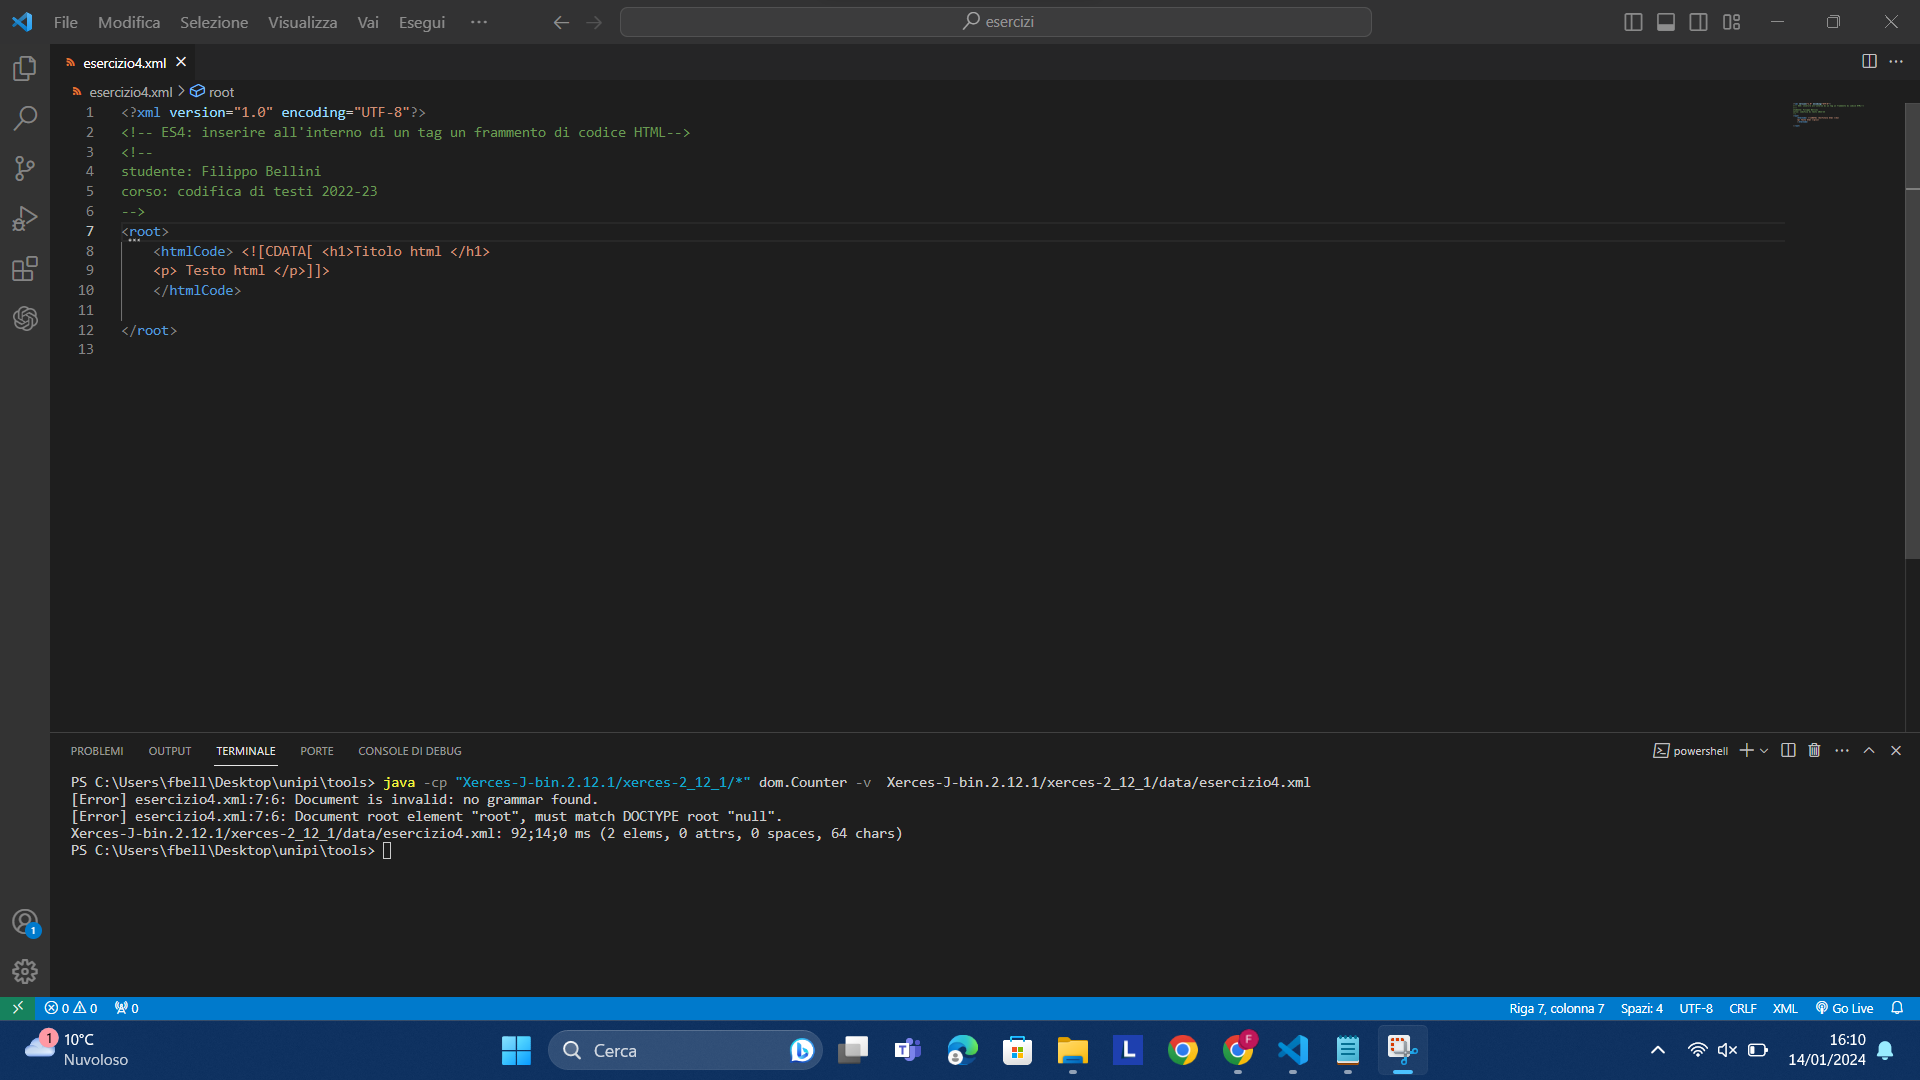 File Modifica Selezione Visualizza Vai Esegui ··· esercizi
esercizio4.xml
esercizio4.xml > root
1 <?xml version="1.0" encoding="UTF-8"?>
2 <!-- ES4: inserire all'interno di un tag un frammento di codice HTML-->
3 <!--
4 studente: Filippo Bellini
5 corso: codifica di testi 2022-23
6 -->
7 <root>
8 <htmlCode> <![CDATA[ <h1>Titolo html </h1>
9 <p> Testo html </p>]]>
10 </htmlCode>
11
12 </root>
13
PROBLEMI OUTPUT TERMINALE PORTE CONSOLE DI DEBUG powershell
PS C:\Users\fbell\Desktop\unipi\tools> java -cp "Xerces-J-bin.2.12.1/xerces-2_12_1/*" dom.Counter -v  Xerces-J-bin.2.12.1/xerces-2_12_1/data/esercizio4.xml
[Error] esercizio4.xml:7:6: Document is invalid: no grammar found.
[Error] esercizio4.xml:7:6: Document root element "root", must match DOCTYPE root "null".
Xerces-J-bin.2.12.1/xerces-2_12_1/data/esercizio4.xml: 92;14;0 ms (2 elems, 0 attrs, 0 spaces, 64 chars)
PS C:\Users\fbell\Desktop\unipi\tools>
1
0 0 0 Riga 7, colonna 7 Spazi: 4 UTF-8 CRLF XML Go Live
1 10°C
Nuvoloso
Cerca
T
L
F
16:10
14/01/2024